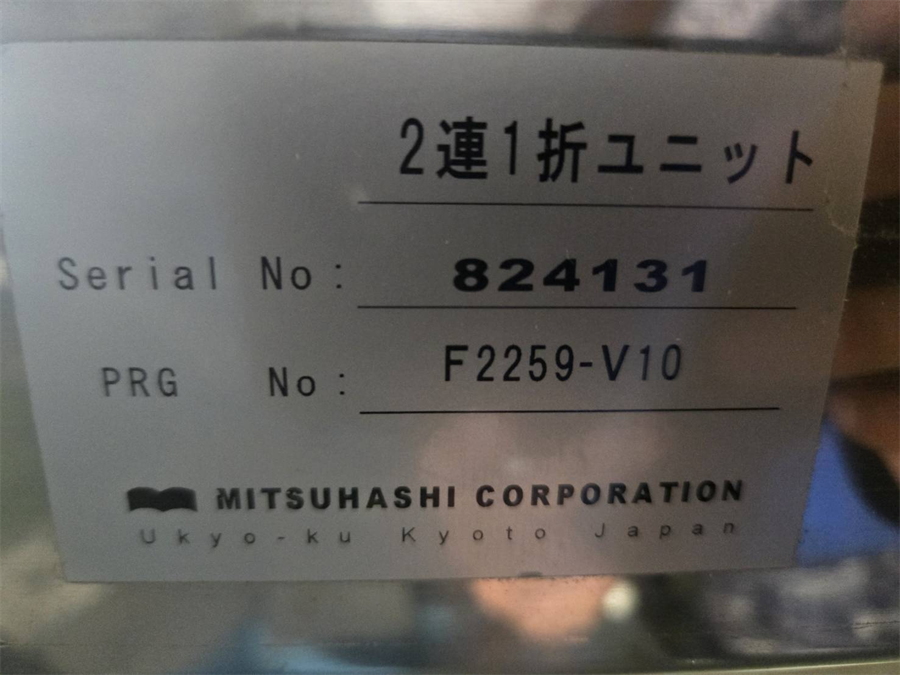 2連1折ユニット
Serial No: 824131
PRG No: F2259-V10
MITSUHASHI CORPORATION
Ukyo-ku Kyoto Japan